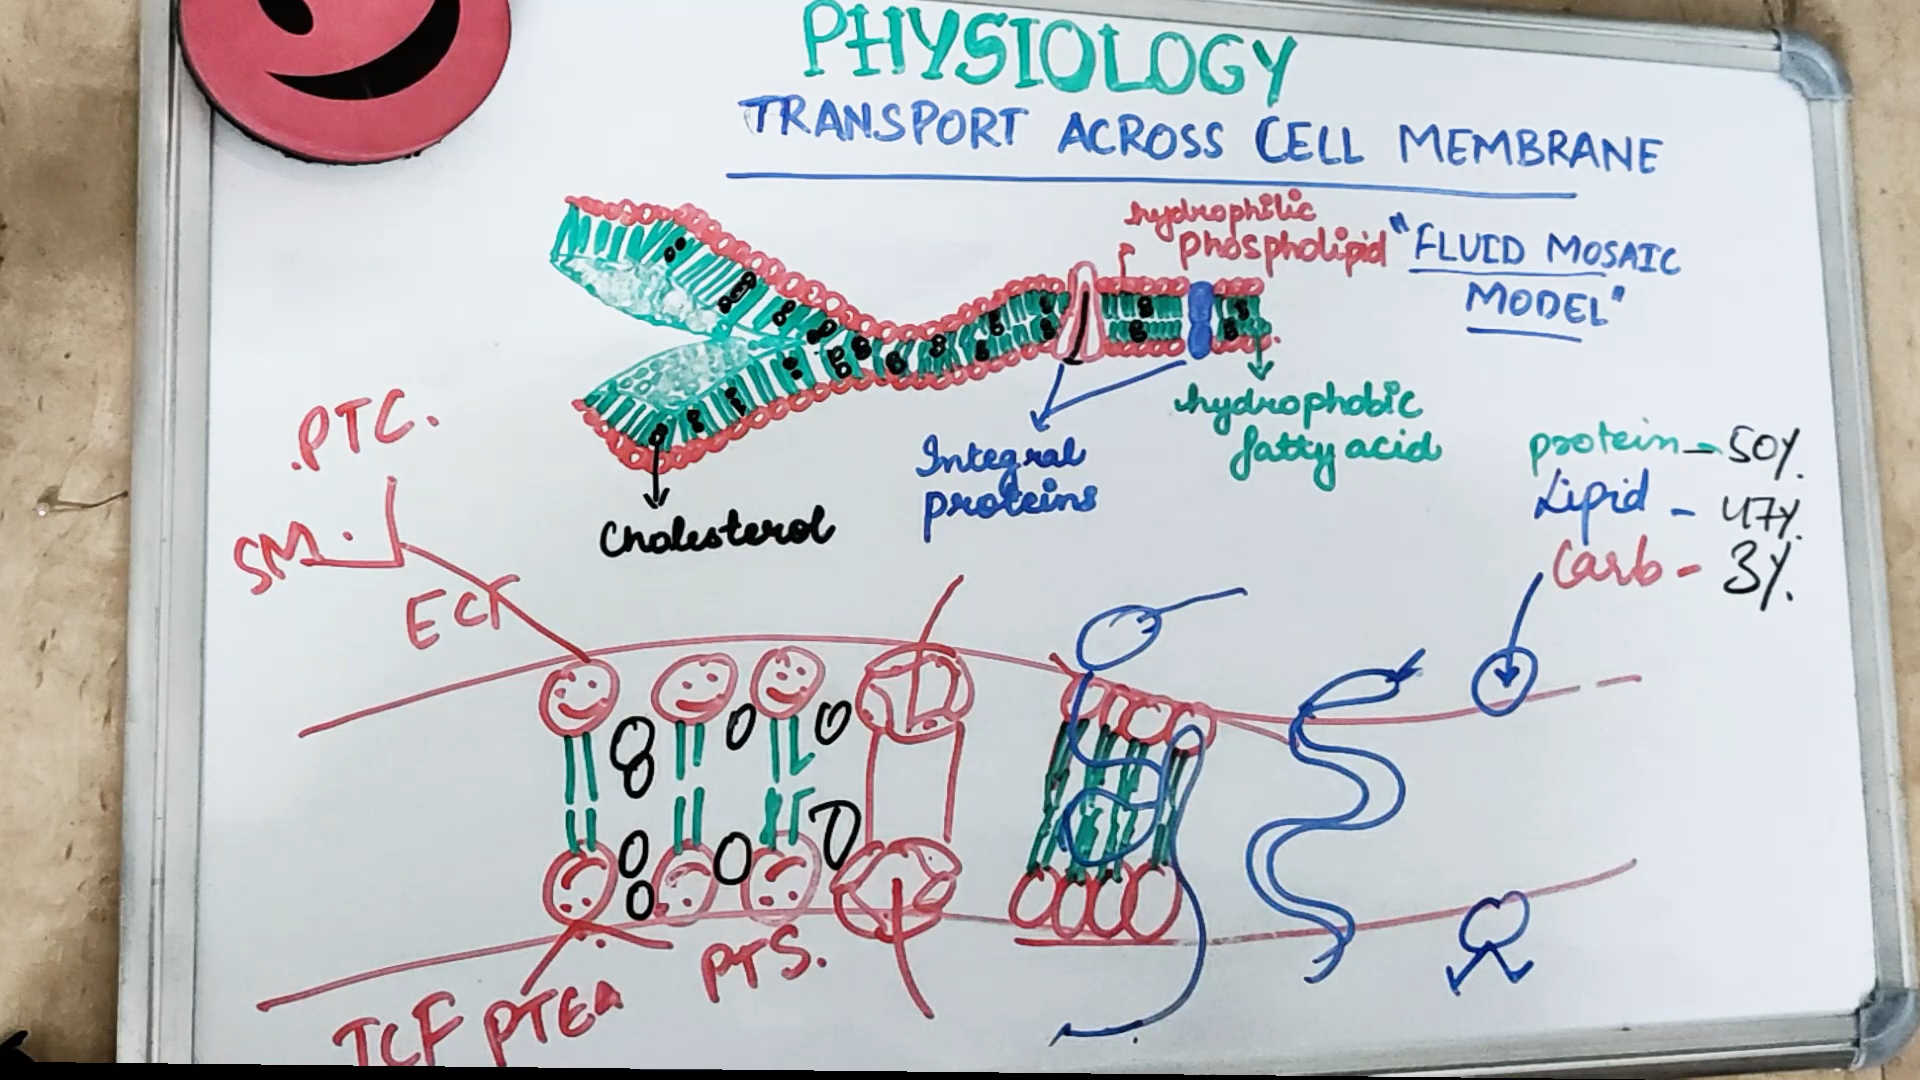 PHYSIOLOGY
TRANSPORT ACROSS CELL MEMBRANE
hydrophilic
phospholipid
"FLUID MOSAIC
MODEL"
hydrophobic
fatty acid
Integral
proteins
Cholesterol
protein - 50%.
Lipid - 47%.
Carb - 3%.
PTC.
SM.
ECF
ICF
PTEa
PTS.